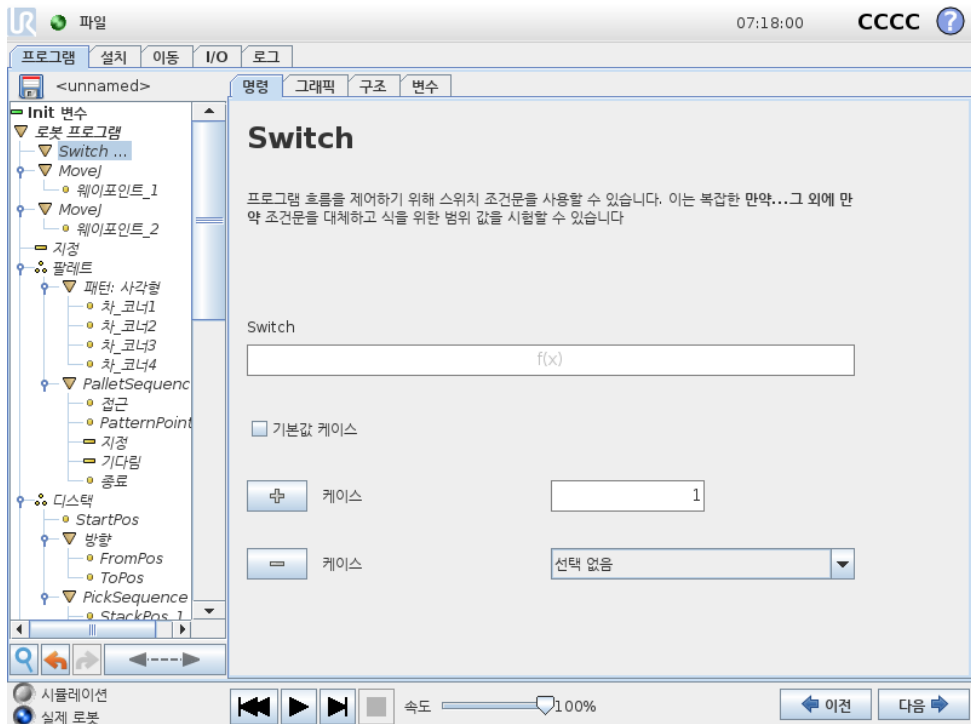 UR 파일 07:18:00 CCCC ?
프로그램 설치 이동 I/O 로그
<unnamed>
명령 그래픽 구조 변수
Init 변수
로봇 프로그램
Switch ...
MoveJ
웨이포인트_1
MoveJ
웨이포인트_2
지정
팔레트
패턴: 사각형
차_코너1
차_코너2
차_코너3
차_코너4
PalletSequenc
접근
PatternPoint
지정
기다림
종료
디스택
StartPos
방향
FromPos
ToPos
PickSequence
StackPos_1
Switch
프로그램 흐름를 제어하기 위해 스위치 조건문을 사용할 수 있습니다. 이는 복잡한 만약...그 외에 만
약 조건문을 대체하고 식을 위한 범위 값을 시험할 수 있습니다
Switch
f(x)
기본값 케이스
케이스 1
케이스 선택 없음
시뮬레이션
실제 로봇
속도 100%
이전 다음